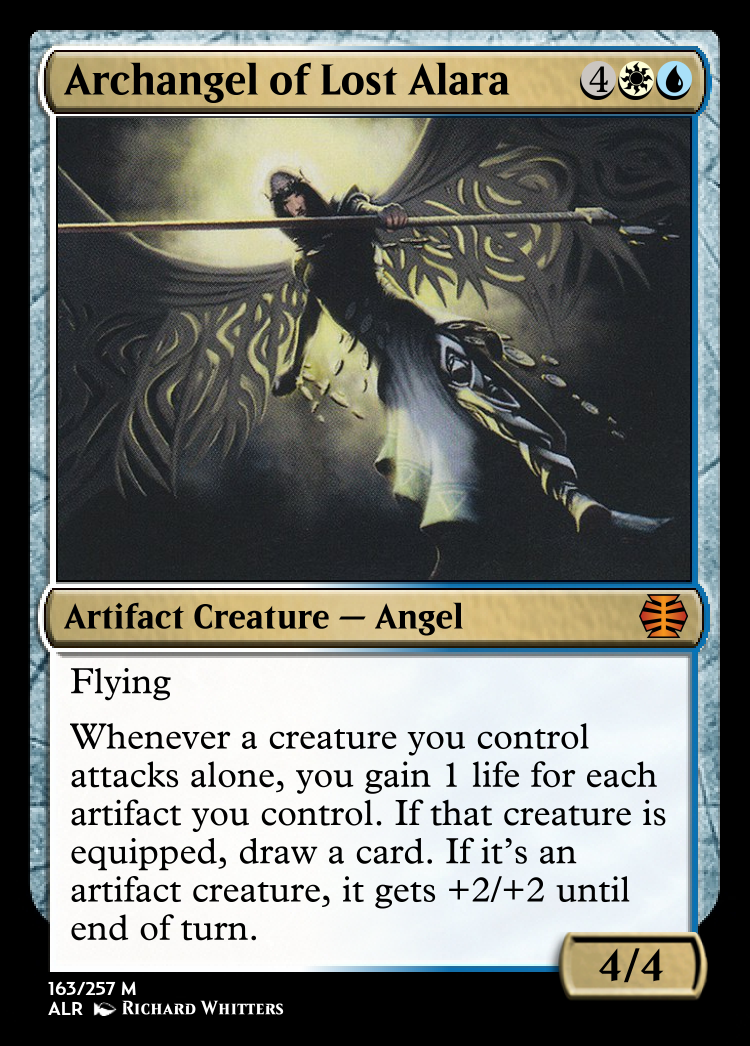 Archangel of Lost Alara 4
Artifact Creature — Angel
Flying
Whenever a creature you control
attacks alone, you gain 1 life for each
artifact you control. If that creature is
equipped, draw a card. If it's an
artifact creature, it gets +2/+2 until
end of turn.
4/4
163/257 M
ALR Richard Whitters